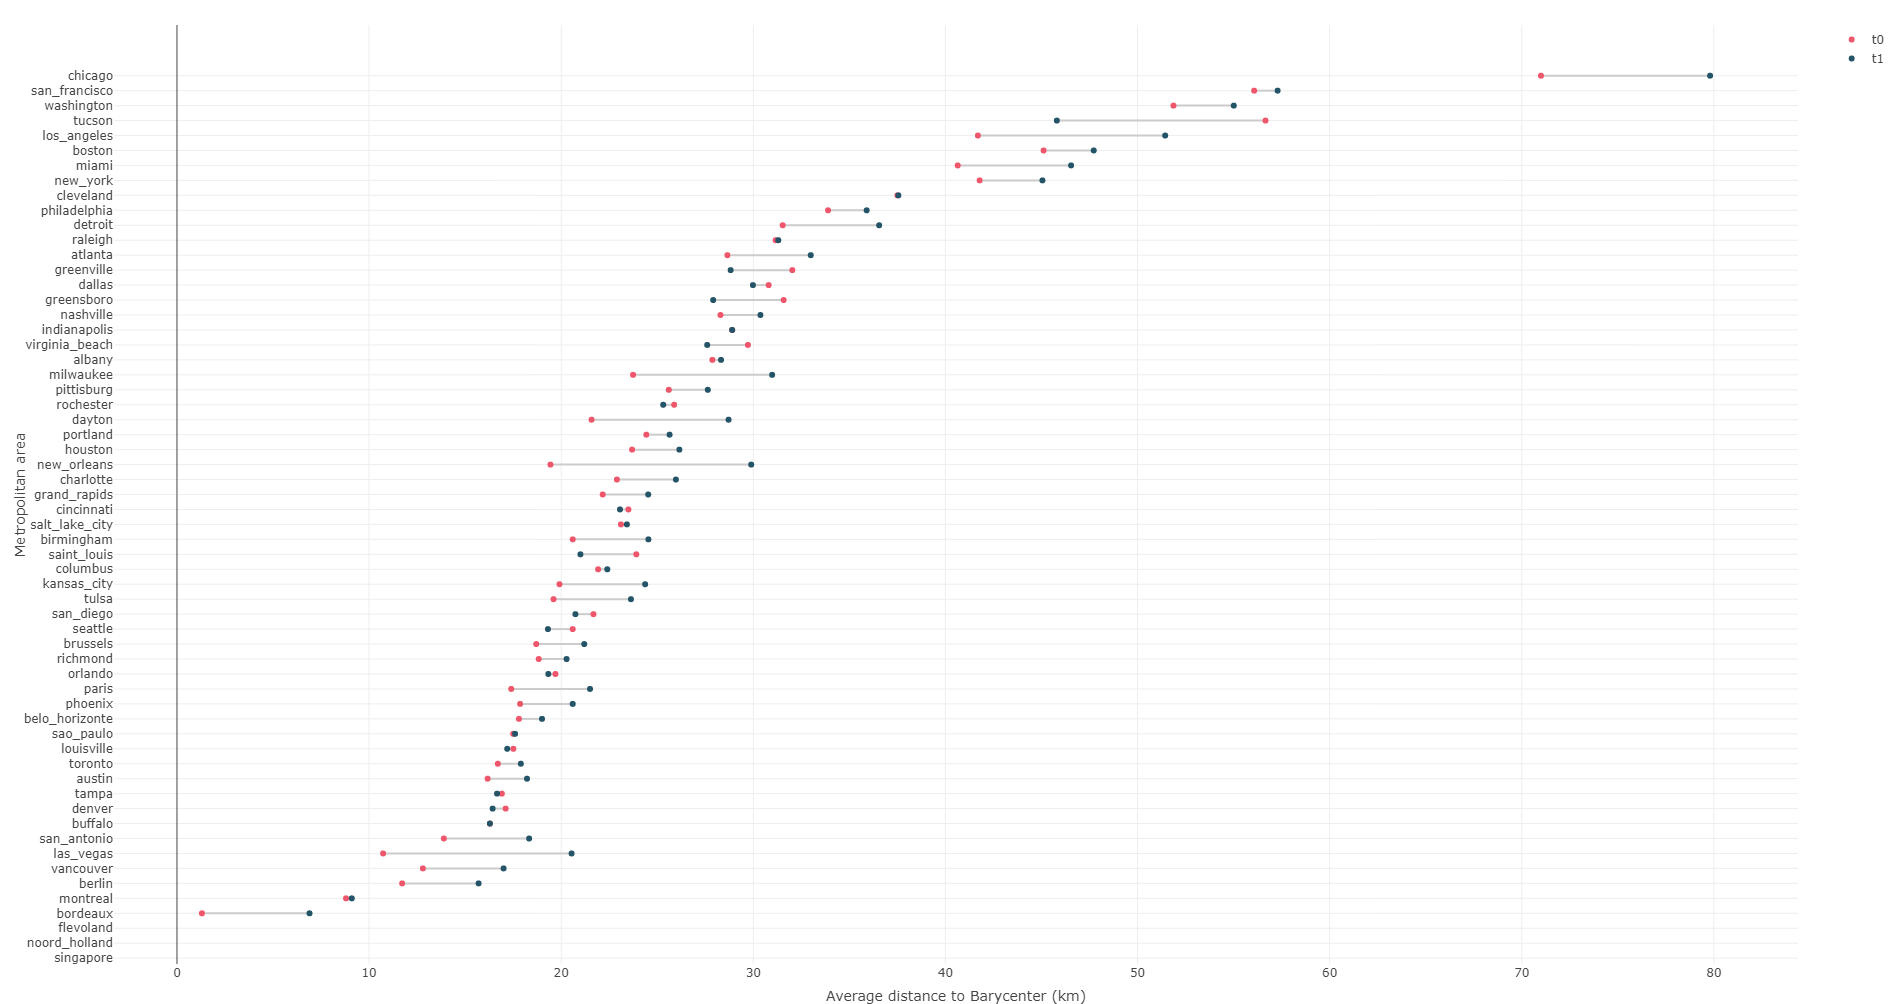 t0
t1
chicago
san_francisco
washington
tucson
los_angeles
boston
miami
new_york
cleveland
philadelphia
detroit
raleigh
atlanta
greenville
dallas
greensboro
nashville
indianapolis
virginia_beach
albany
milwaukee
pittisburg
rochester
dayton
portland
houston
new_orleans
charlotte
grand_rapids
cincinnati
salt_lake_city
birmingham
saint_louis
columbus
kansas_city
tulsa
san_diego
seattle
brussels
richmond
orlando
paris
phoenix
belo_horizonte
sao_paulo
louisville
toronto
austin
tampa
denver
buffalo
san_antonio
las_vegas
vancouver
berlin
montreal
bordeaux
flevoland
noord_holland
singapore
Metropolitan area
0 10 20 30 40 50 60 70 80
Average distance to Barycenter (km)